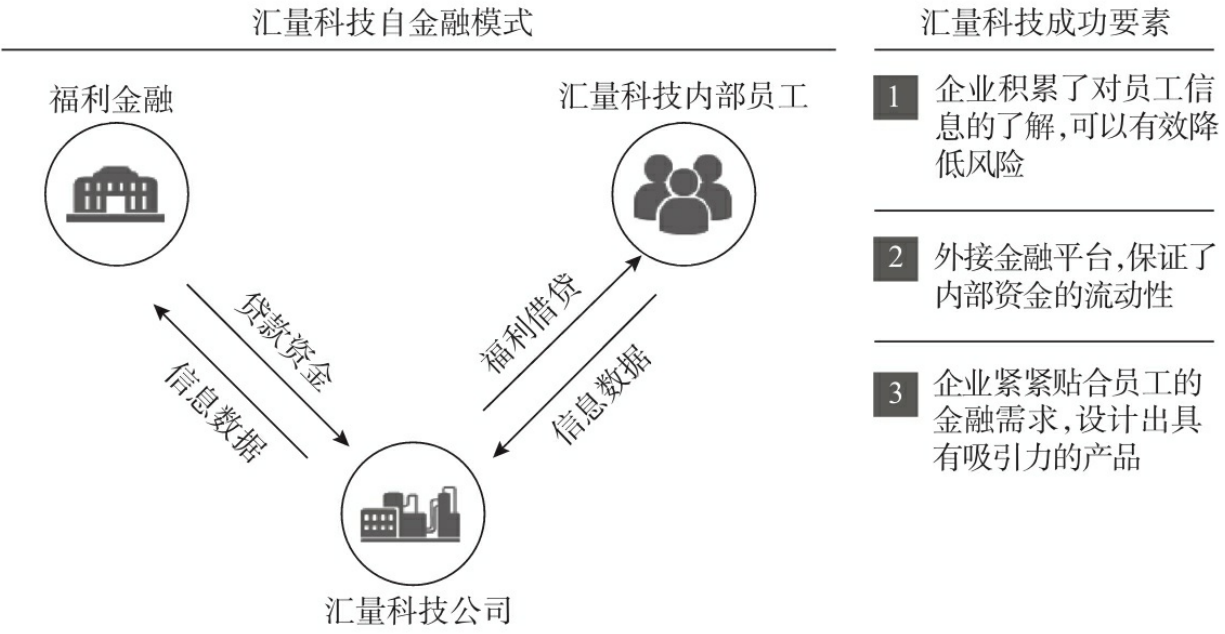 汇量科技自金融模式
福利金融
汇量科技内部员工
贷款资金
信息数据
福利借贷
信息数据
汇量科技公司
汇量科技成功要素
1
企业积累了对员工信
息的了解,可以有效降
低风险
2
外接金融平台,保证了
内部资金的流动性
3
企业紧紧贴合员工的
金融需求,设计出具
有吸引力的产品